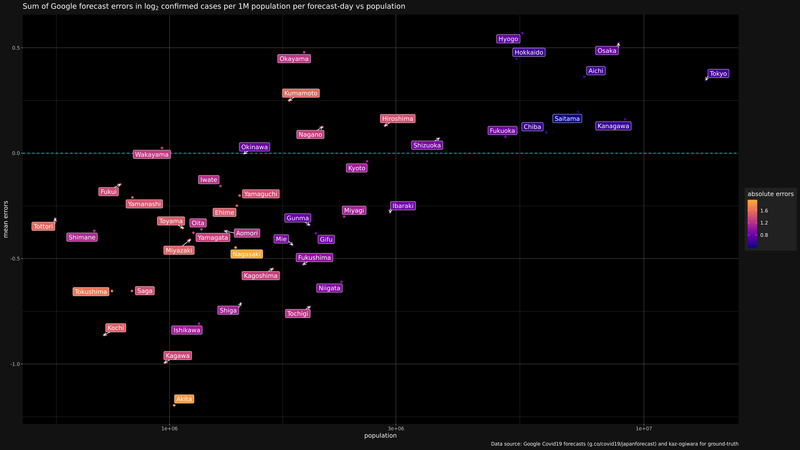 Sum of Google forecast errors in log₂ confirmed cases per 1M population per forecast-day vs population
Hyogo
Osaka
Hokkaido
0.5
Okayama
Aichi
Tokyo
Kumamoto
Hiroshima
Saitama
Nagano
Fukuoka
Chiba
Kanagawa
Okinawa
Shizuoka
0.0
Wakayama
Kyoto
Iwate
Fukui
Yamaguchi
Yamanashi
Ibaraki
Ehime
Miyagi
mean errors
Toyama
Oita
Gunma
Tottori
Shimane
Yamagata
Aomori
Mie
Gifu
Miyazaki
Nagasaki
-0.5
Fukushima
Kagoshima
Tokushima
Saga
Niigata
Shiga
Tochigi
Kochi
Ishikawa
Kagawa
-1.0
Akita
absolute errors
1.6
1.2
0.8
1e+06
3e+06
1e+07
population
Data source: Google Covid19 forecasts (g.co/covid19/japanforecast) and kaz-ogiwara for ground-truth